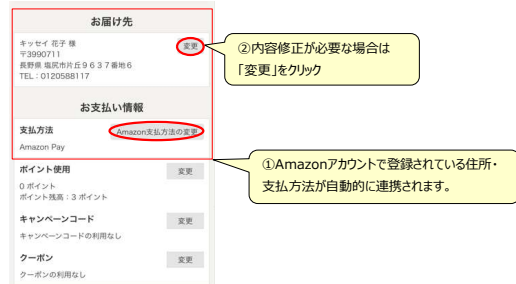 お届け先
キッセイ 花子 様
変更
〒3990711
長野県 塩尻市片丘９６３７番地６
TEL：0120588117
②内容修正が必要な場合は
「変更」をクリック
お支払い情報
支払方法
Amazon支払方法の変更
Amazon Pay
①Amazonアカウントで登録されている住所・
支払方法が自動的に連携されます。
ポイント使用
変更
0 ポイント
ポイント残高：3 ポイント
キャンペーンコード
変更
キャンペーンコードの利用なし
クーポン
変更
クーポンの利用なし